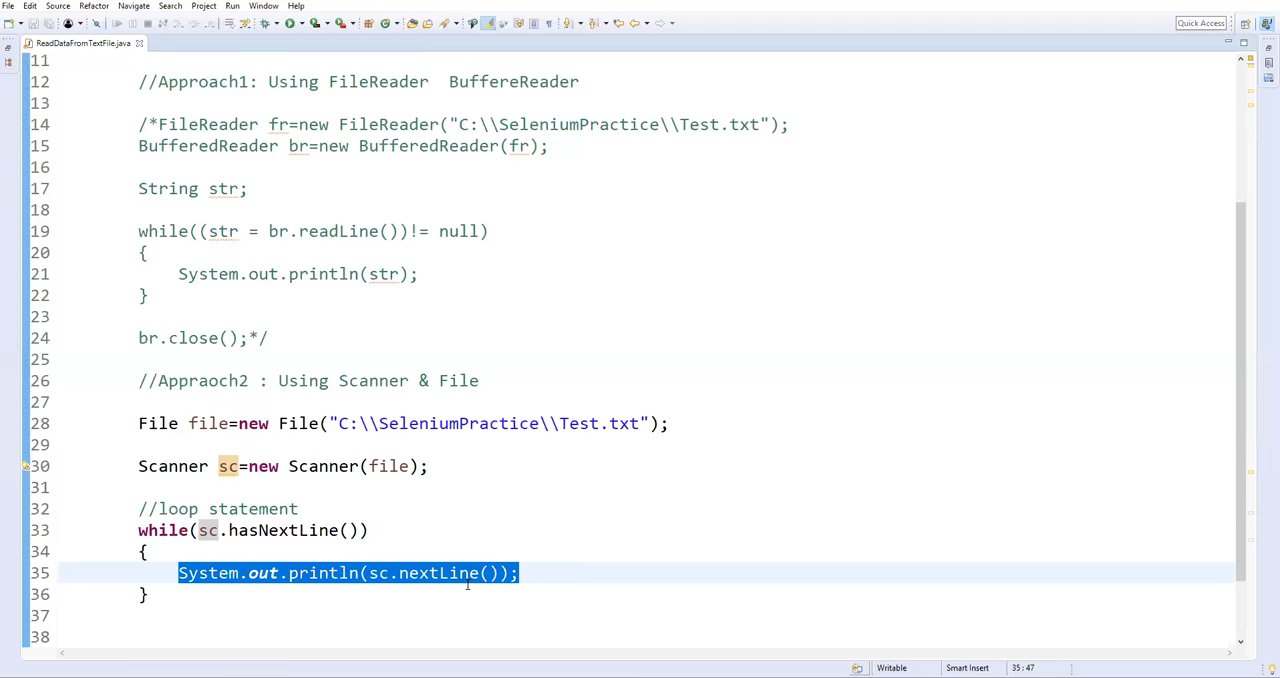 File Edit Source Refactor Navigate Search Project Run Window Help
Quick Access
ReadDataFromTextFile.java
11
12 //Approach1: Using FileReader  BuffereReader
13
14 /*FileReader fr=new FileReader("C:\\SeleniumPractice\\Test.txt");
15 BufferedReader br=new BufferedReader(fr);
16
17 String str;
18
19 while((str = br.readLine())!= null)
20 {
21 System.out.println(str);
22 }
23
24 br.close();*/
25
26 //Appraoch2 : Using Scanner & File
27
28 File file=new File("C:\\SeleniumPractice\\Test.txt");
29
30 Scanner sc=new Scanner(file);
31
32 //loop statement
33 while(sc.hasNextLine())
34 {
35 System.out.println(sc.nextLine());
36 }
37
38
Writable Smart Insert 35:47